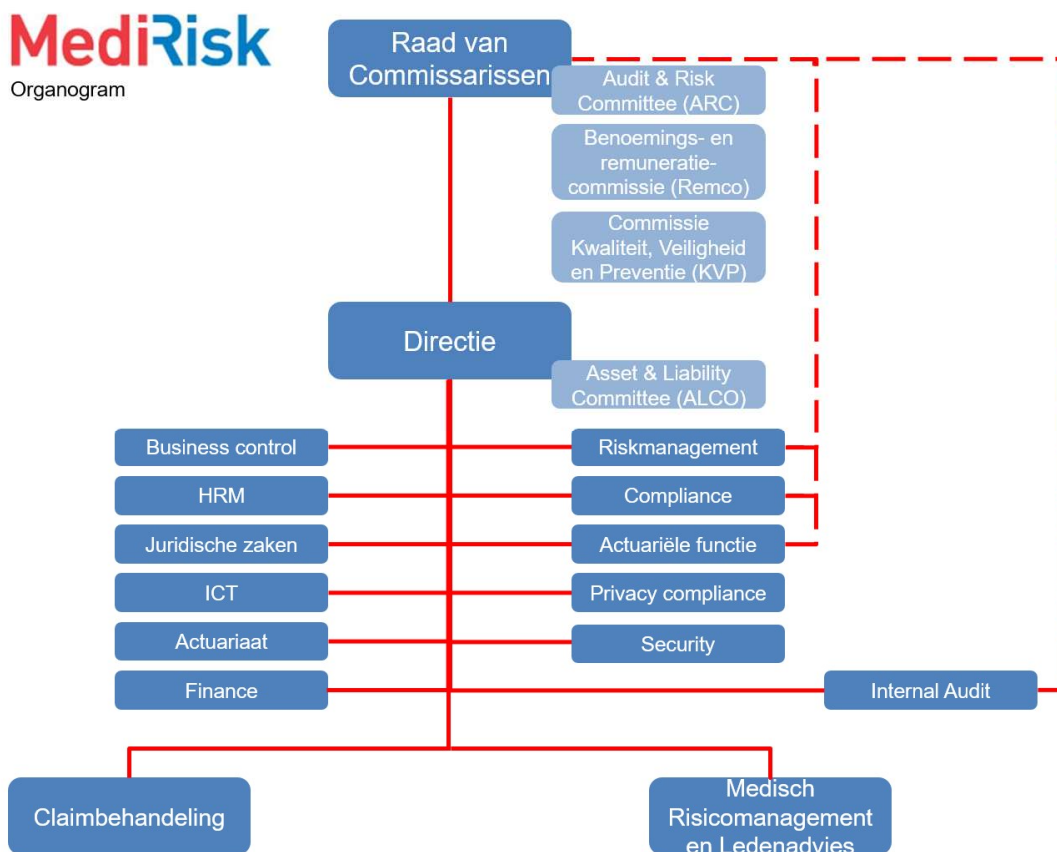 MediRisk
Organogram
Raad van
Commissarissen
Audit & Risk
Committee (ARC)
Benoemings- en
remuneratie-
commissie (Remco)
Commissie
Kwaliteit, Veiligheid
en Preventie (KVP)
Directie
Asset & Liability
Committee (ALCO)
Business control
Riskmanagement
HRM
Compliance
Juridische zaken
Actuariële functie
ICT
Privacy compliance
Actuariaat
Security
Finance
Internal Audit
Claimbehandeling
Medisch
Risicomanagement
en Ledenadvies